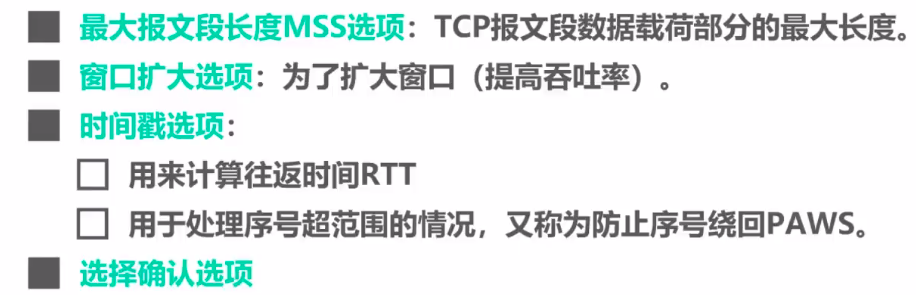 最大报文段长度MSS选项：TCP报文段数据载荷部分的最大长度。
窗口扩大选项：为了扩大窗口（提高吞吐率）。
时间戳选项：
用来计算往返时间RTT
用于处理序号超范围的情况，又称为防止序号绕回PAWS。
选择确认选项